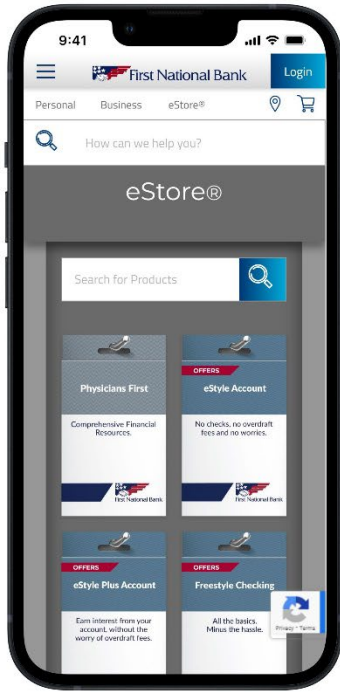 9:41
First National Bank
Login
Personal Business eStore®
How can we help you?
eStore®
Search for Products
Physicians First
Comprehensive Financial
Resources.
First National Bank
OFFERS
eStyle Account
No checks, no overdraft
fees and no worries.
First National Bank
OFFERS
eStyle Plus Account
Earn interest from your
account, without the
worry of overdraft fees.
OFFERS
Freestyle Checking
All the basics.
Minus the hassle.
Privacy - Terms